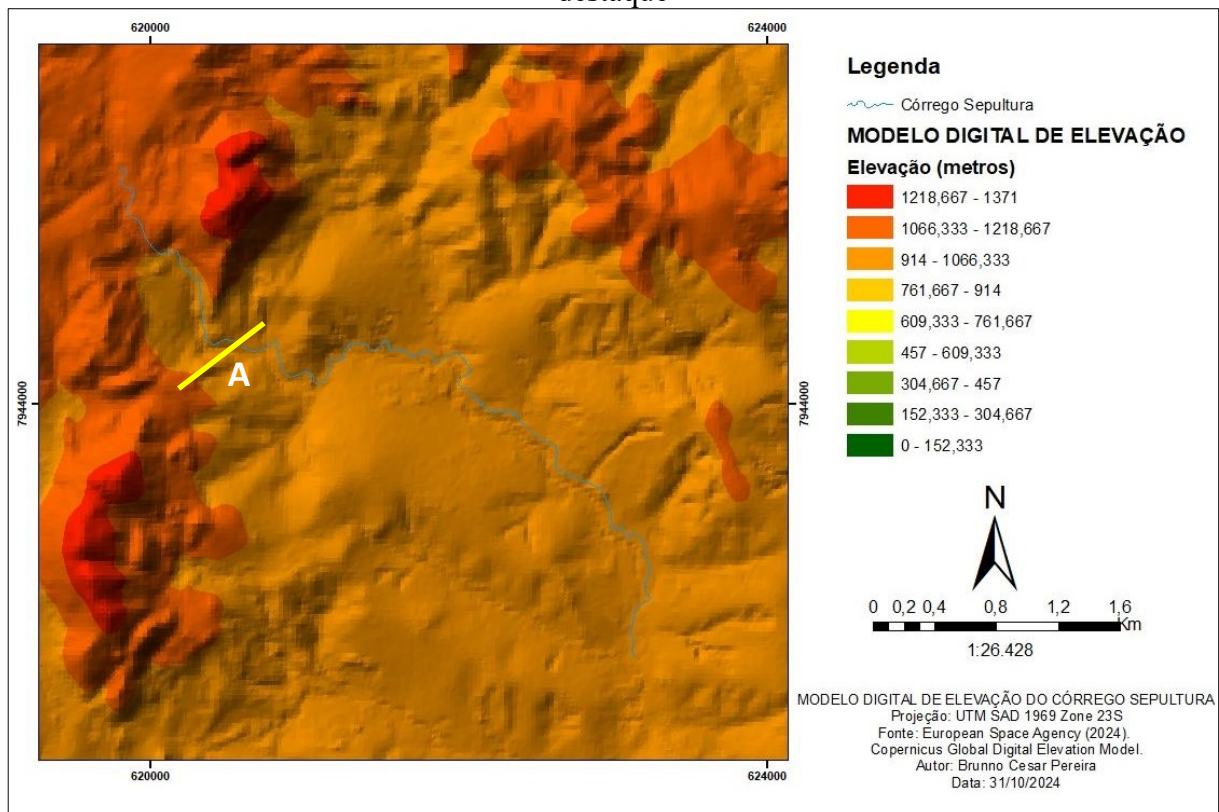 destaque
620000
624000
7944000
7944000
A
620000
624000
Legenda
Córrego Sepultura
MODELO DIGITAL DE ELEVAÇÃO
Elevação (metros)
1218,667 - 1371
1066,333 - 1218,667
914 - 1066,333
761,667 - 914
609,333 - 761,667
457 - 609,333
304,667 - 457
152,333 - 304,667
0 - 152,333
N
0 0,2 0,4 0,8 1,2 1,6
Km
1:26.428
MODELO DIGITAL DE ELEVAÇÃO DO CÓRREGO SEPULTURA
Projeção: UTM SAD 1969 Zone 23S
Fonte: European Space Agency (2024).
Copernicus Global Digital Elevation Model.
Autor: Brunno Cesar Pereira
Data: 31/10/2024